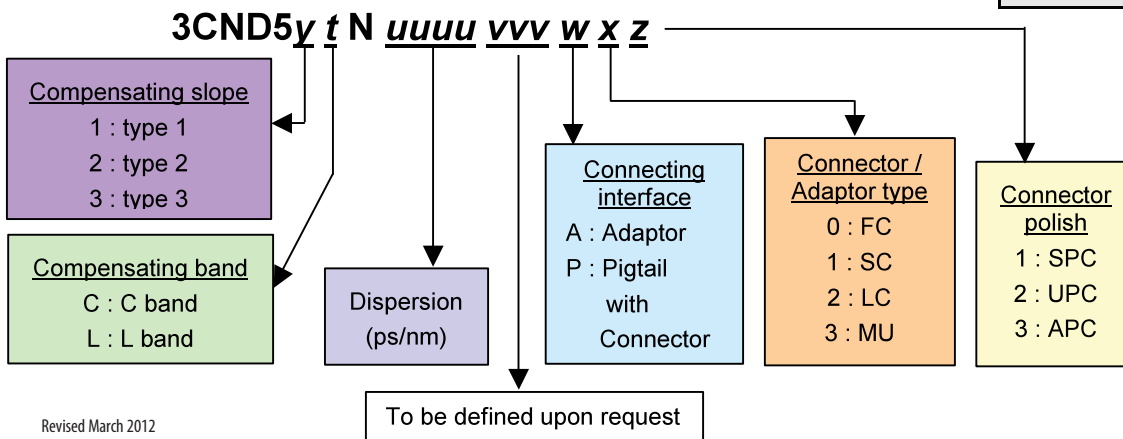 3CND5y t N uuuu vvv w x z
Compensating slope
1 : type 1
2 : type 2
3 : type 3
Compensating band
C : C band
L : L band
Dispersion
(ps/nm)
To be defined upon request
Connecting
interface
A : Adaptor
P : Pigtail
with
Connector
Connector /
Adaptor type
0 : FC
1 : SC
2 : LC
3 : MU
Connector
polish
1 : SPC
2 : UPC
3 : APC
Revised March 2012